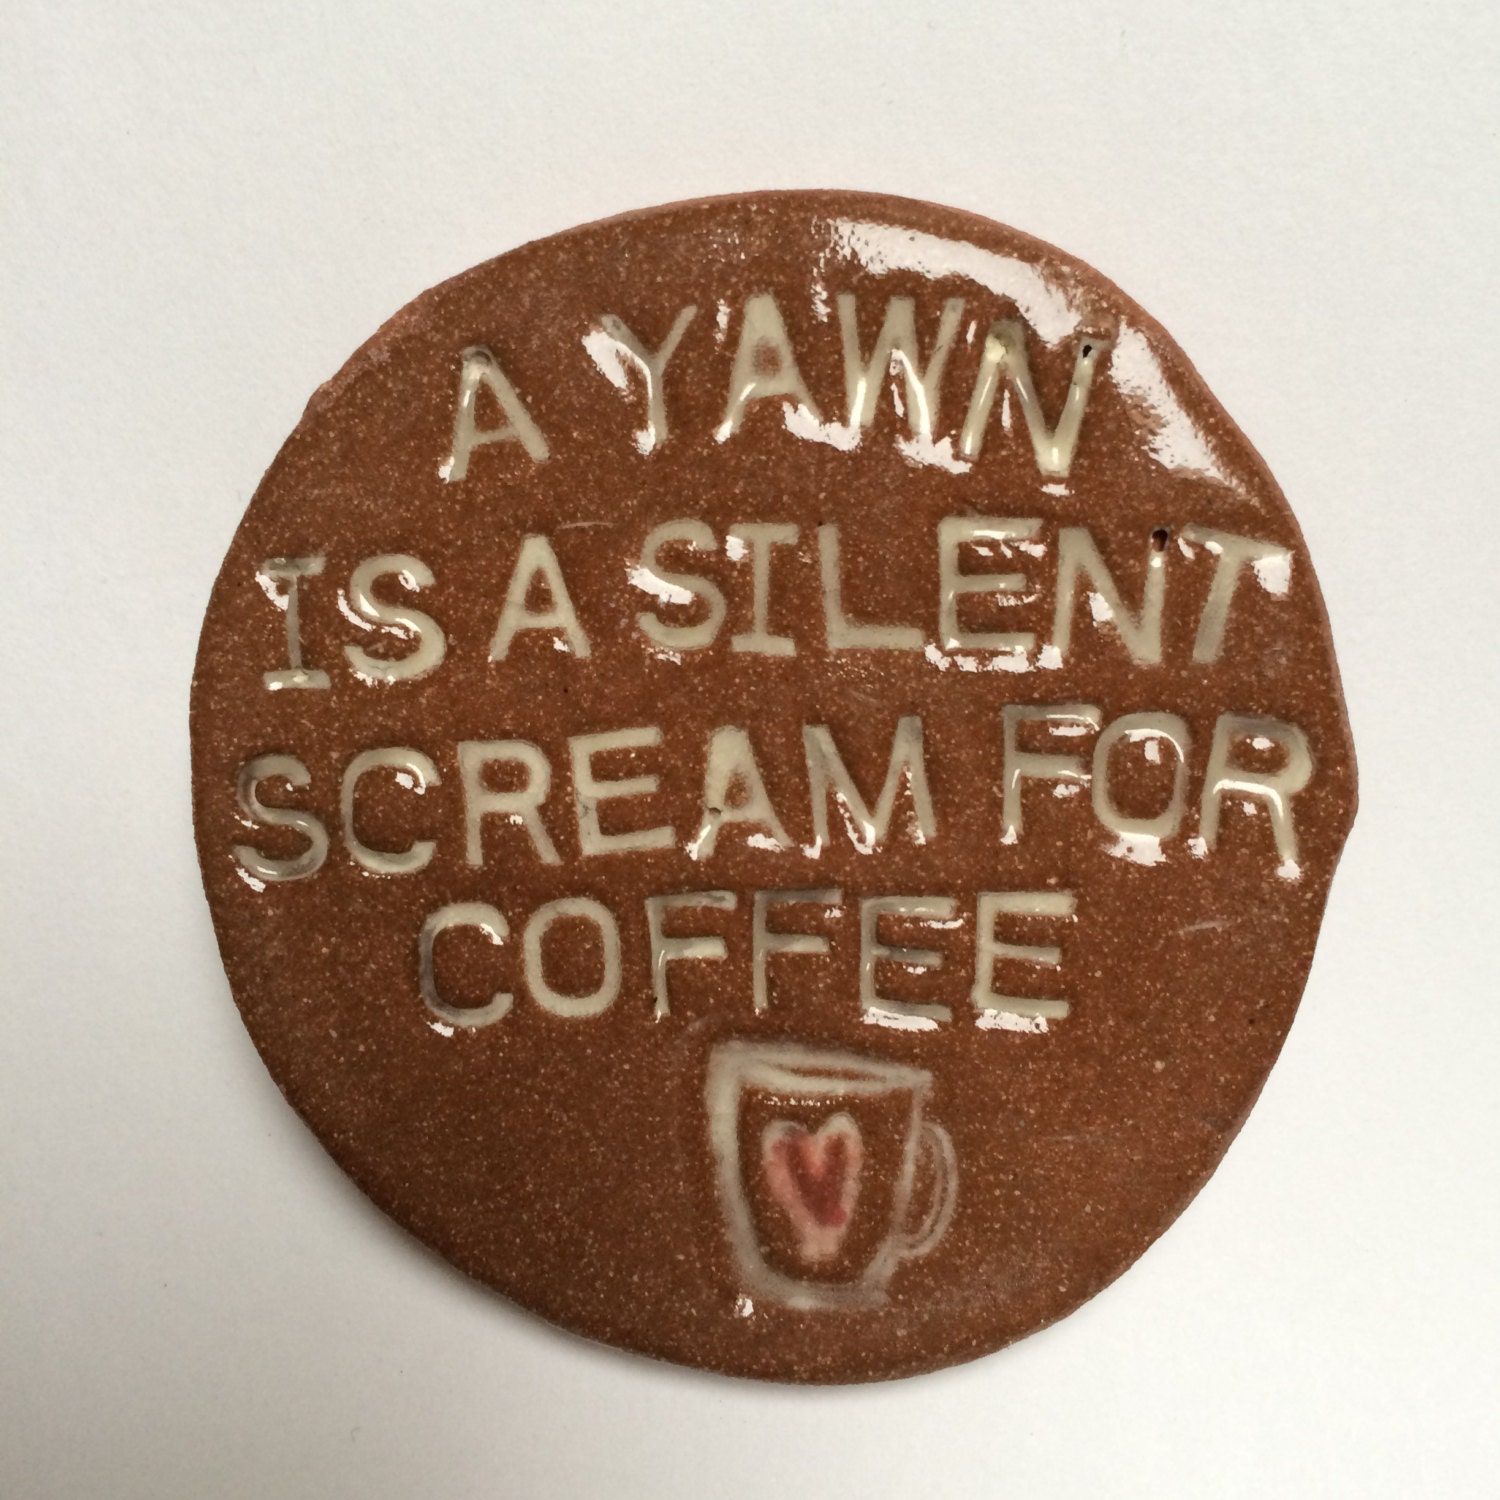 A YAWN
IS A SILENT
SCREAM FOR
COFFEE